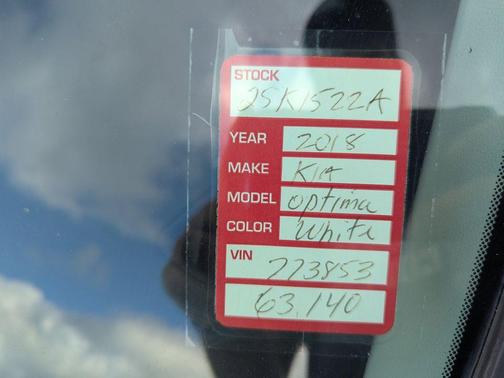 STOCK
25K1522A
YEAR 2018
MAKE KIA
MODEL optima
COLOR White
VIN
223853
63,140